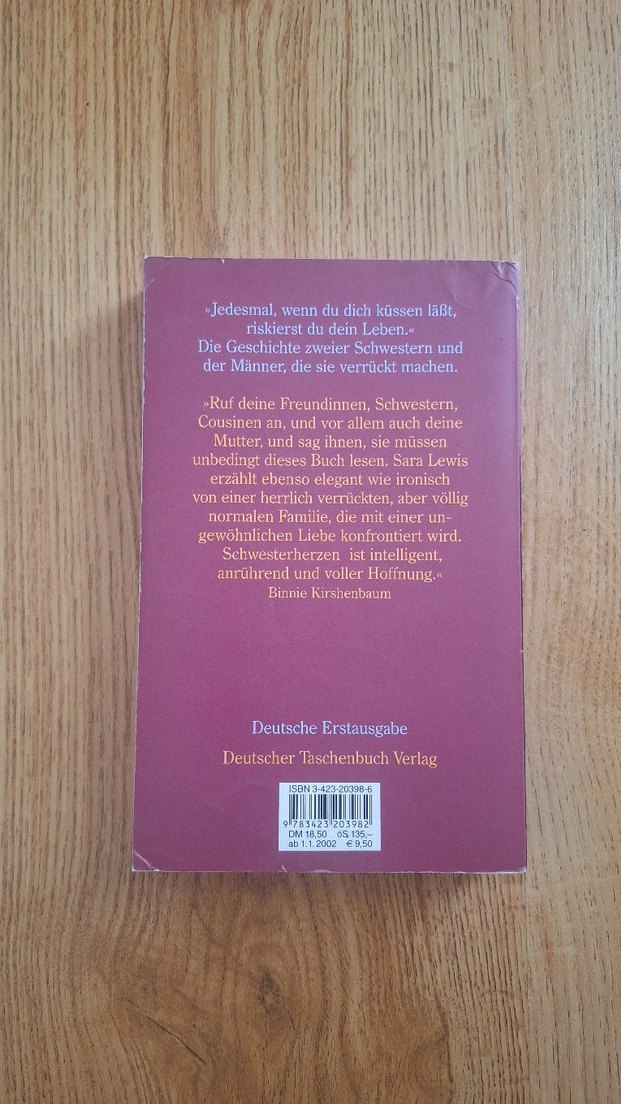 »Jedesmal, wenn du dich küssen läßt,
riskierst du dein Leben.«
Die Geschichte zweier Schwestern und
der Männer, die sie verrückt machen.
»Ruf deine Freundinnen, Schwestern,
Cousinen an, und vor allem auch deine
Mutter, und sag ihnen, sie müssen
unbedingt dieses Buch lesen. Sara Lewis
erzählt ebenso elegant wie ironisch
von einer herrlich verrückten, aber völlig
normalen Familie, die mit einer un-
gewöhnlichen Liebe konfrontiert wird.
Schwesterherzen ist intelligent,
anrührend und voller Hoffnung.«
Binnie Kirshenbaum
Deutsche Erstausgabe
Deutscher Taschenbuch Verlag
ISBN 3-423-20398-6
9 783423 203982
DM 18,50 öS 135,–
ab 1.1. 2002 € 9,50